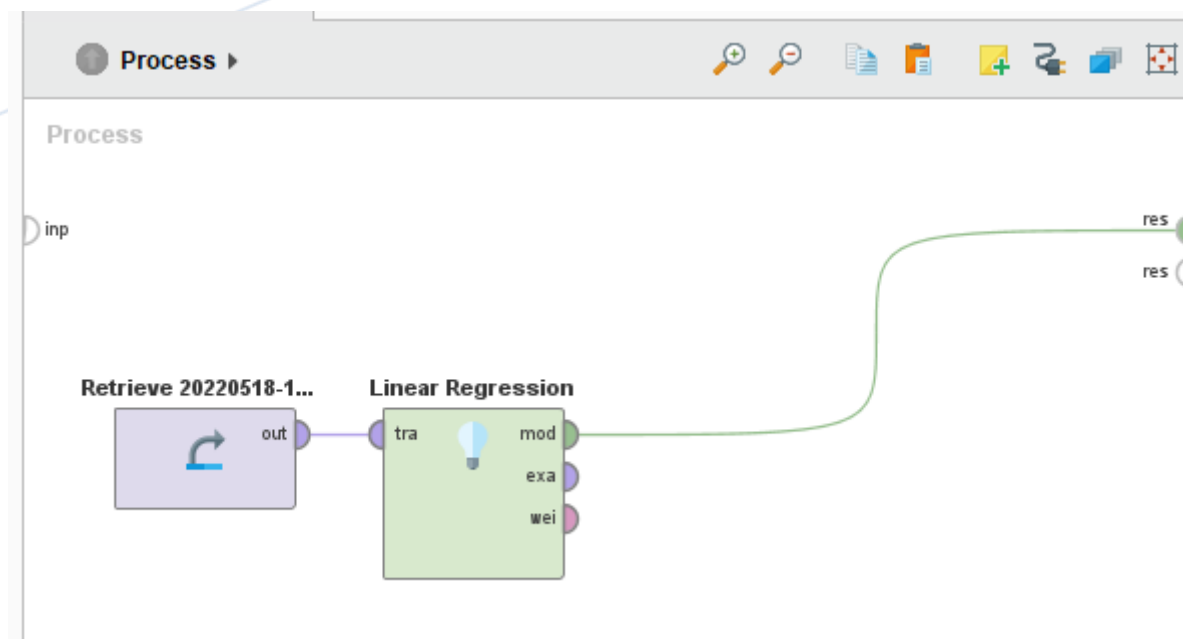 Process
Process
inp
res
res
Retrieve 20220518-1...
Linear Regression
out
tra
mod
exa
wei